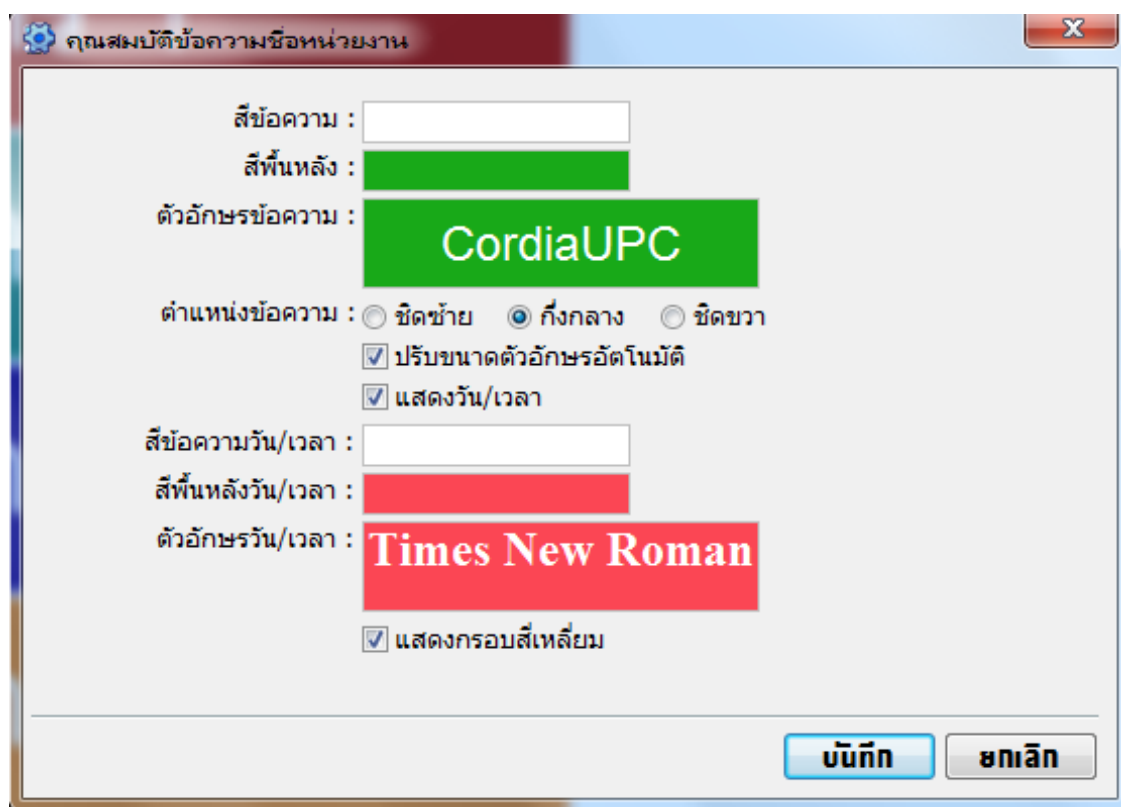 คุณสมบัติข้อความชื่อหน่วยงาน
สีข้อความ :
สีพื้นหลัง :
ตัวอักษรข้อความ : CordiaUPC
ตำแหน่งข้อความ : ชิดซ้าย กึ่งกลาง ชิดขวา
ปรับขนาดตัวอักษรอัตโนมัติ
แสดงวัน/เวลา
สีข้อความวัน/เวลา :
สีพื้นหลังวัน/เวลา :
ตัวอักษรวัน/เวลา : Times New Roman
แสดงกรอบสี่เหลี่ยม
บันทึก ยกเลิก